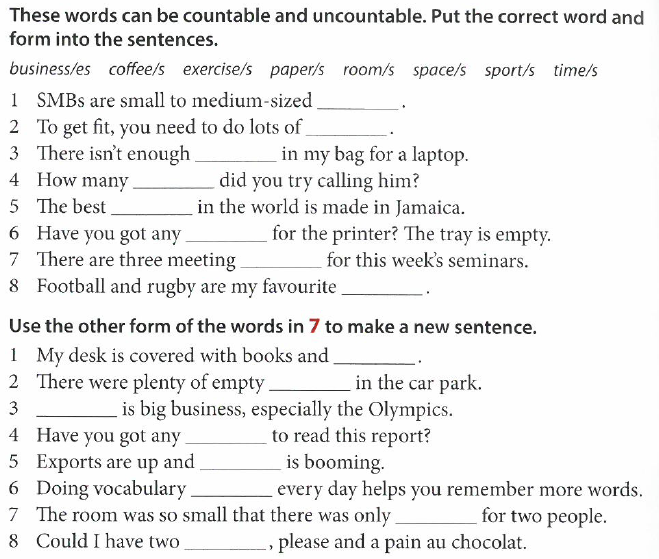 These words can be countable and uncountable. Put the correct word and
form into the sentences.
business/es coffee/s exercise/s paper/s room/s space/s sport/s time/s
1 SMBs are small to medium-sized ________ .
2 To get fit, you need to do lots of ________ .
3 There isn't enough ________ in my bag for a laptop.
4 How many ________ did you try calling him?
5 The best ________ in the world is made in Jamaica.
6 Have you got any ________ for the printer? The tray is empty.
7 There are three meeting ________ for this week's seminars.
8 Football and rugby are my favourite ________ .
Use the other form of the words in 7 to make a new sentence.
1 My desk is covered with books and ________ .
2 There were plenty of empty ________ in the car park.
3 ________ is big business, especially the Olympics.
4 Have you got any ________ to read this report?
5 Exports are up and ________ is booming.
6 Doing vocabulary ________ every day helps you remember more words.
7 The room was so small that there was only ________ for two people.
8 Could I have two ________ , please and a pain au chocolat.